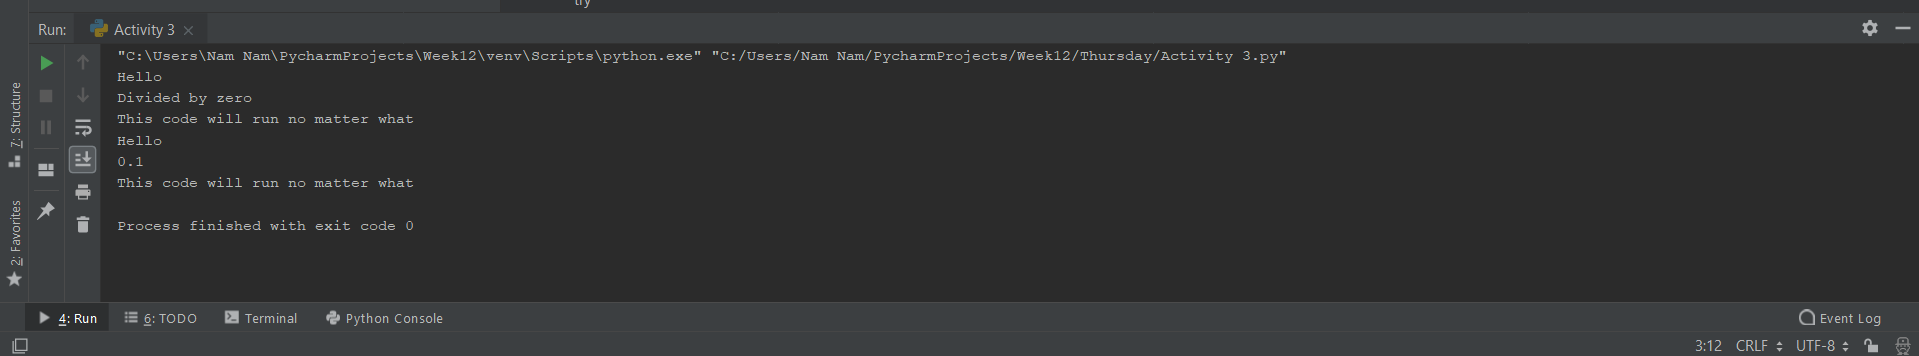 try
Run: Activity 3
"C:\Users\Nam Nam\PycharmProjects\Week12\venv\Scripts\python.exe" "C:/Users/Nam Nam/PycharmProjects/Week12/Thursday/Activity 3.py"
Hello
Divided by zero
This code will run no matter what
Hello
0.1
This code will run no matter what
Process finished with exit code 0
7: Structure
2: Favorites
4: Run 6: TODO Terminal Python Console Event Log
3:12 CRLF UTF-8